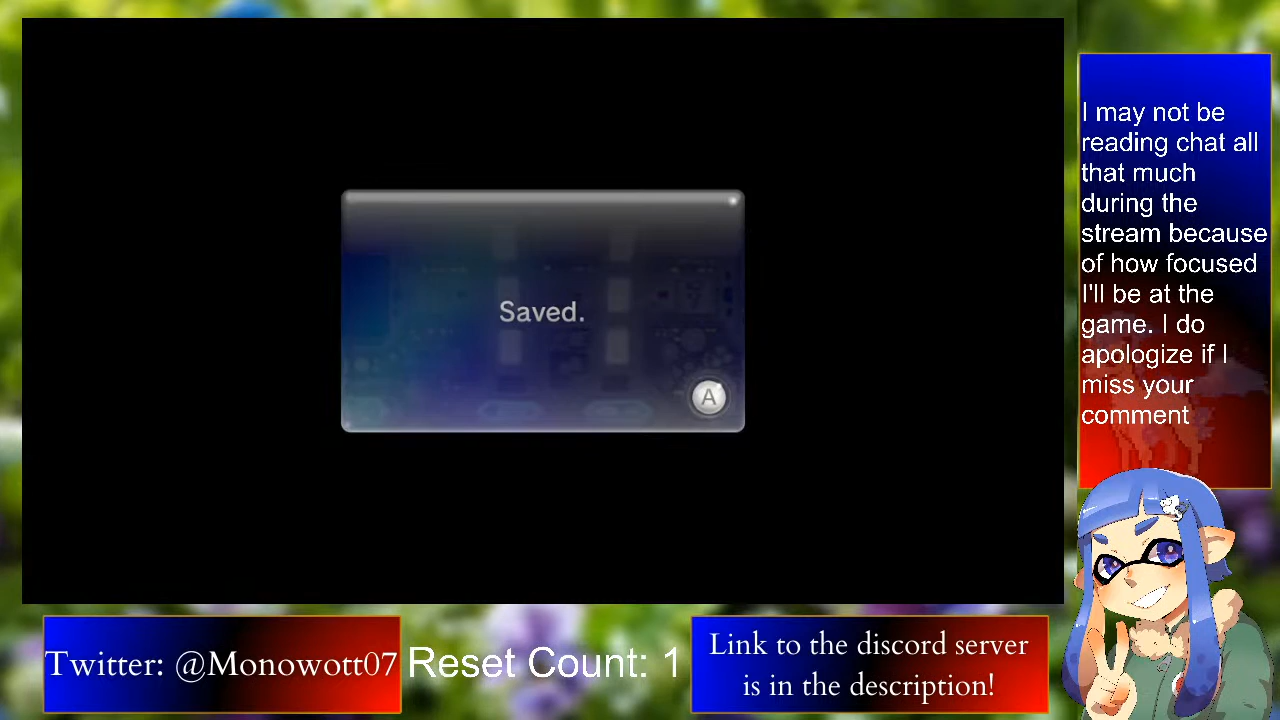 Saved.
A
I may not be
reading chat all
that much
during the
stream because
of how focused
I'll be at the
game. I do
apologize if I
miss your
comment
Twitter: @Monowott07
Reset Count: 1
Link to the discord server
is in the description!